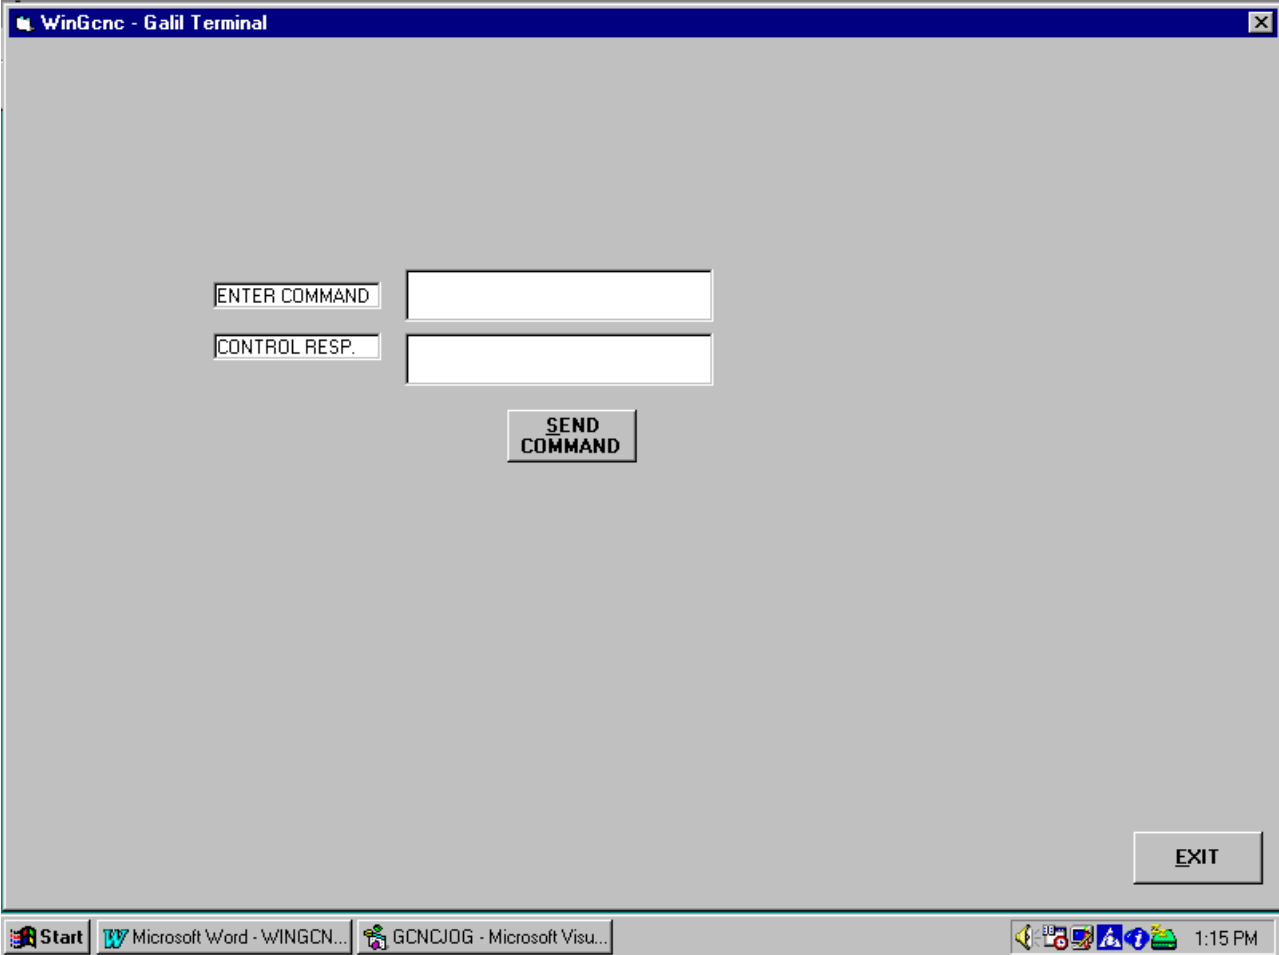 WinGcnc - Galil Terminal
ENTER COMMAND
CONTROL RESP.
SEND
COMMAND
EXIT
Start Microsoft Word - WINGCN... GCNCJOG - Microsoft Visu... 1:15 PM